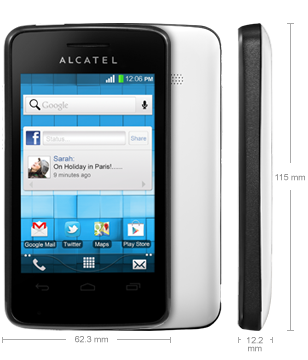 ALCATEL
12:06 PM
Google
Status...
Share
Sarah:
On Holiday in Paris!......
9 minutes ago
115 mm
Google Mail Twitter Maps Play Store
62.3 mm
12.2
mm